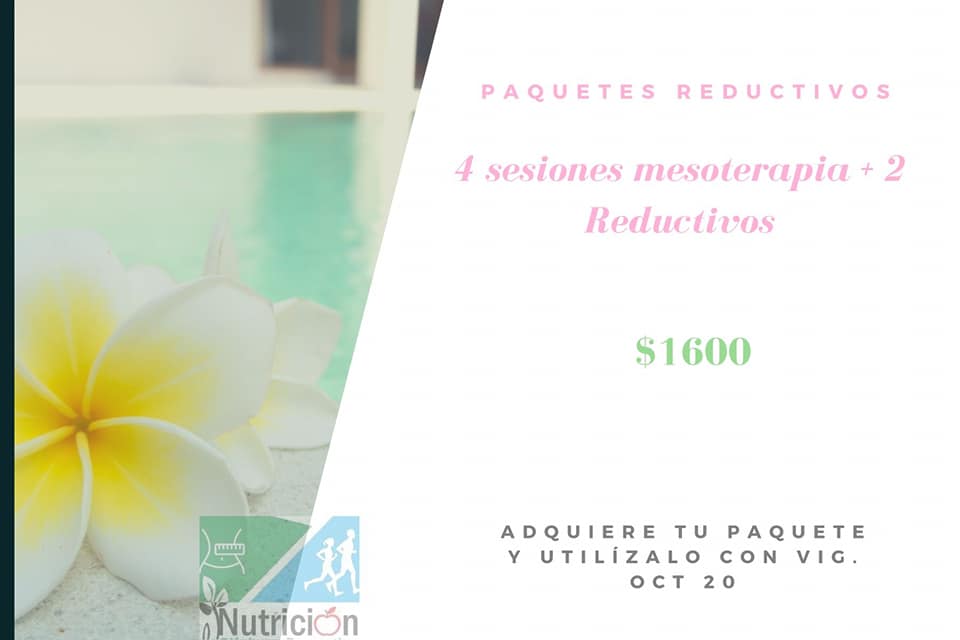 PAQUETES REDUCTIVOS
4 sesiones mesoterapia + 2
Reductivos
$1600
ADQUIERE TU PAQUETE
Y UTILÍZALO CON VIG.
OCT 20
Nutrición